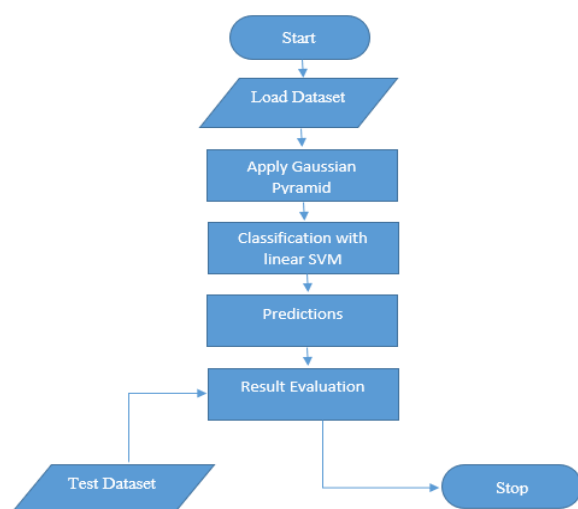 Start
Load Dataset
Apply Gaussian
Pyramid
Classification with
linear SVM
Predictions
Result Evaluation
Test Dataset
Stop